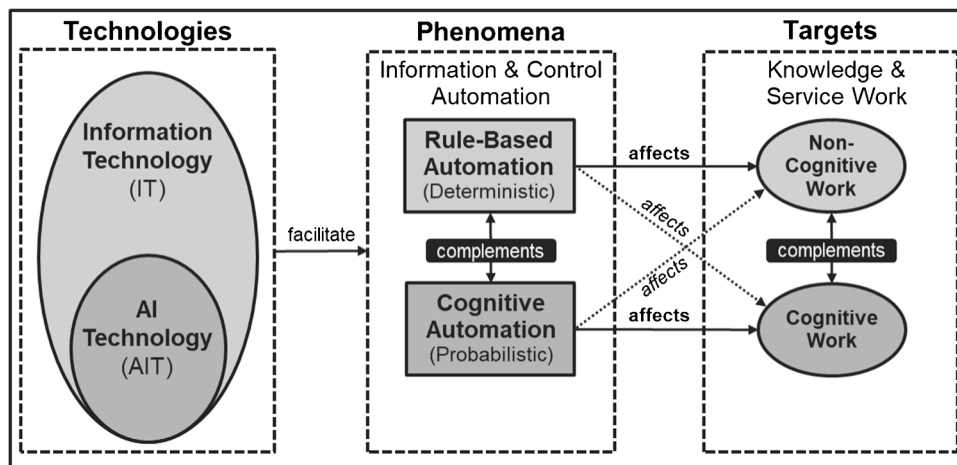 Technologies
Phenomena
Targets
Information
Technology
(IT)
AI
Technology
(AIT)
facilitate
Information & Control
Automation
Rule-Based
Automation
(Deterministic)
complements
Cognitive
Automation
(Probabilistic)
affects
affects
affects
affects
Knowledge &
Service Work
Non-
Cognitive
Work
complements
Cognitive
Work